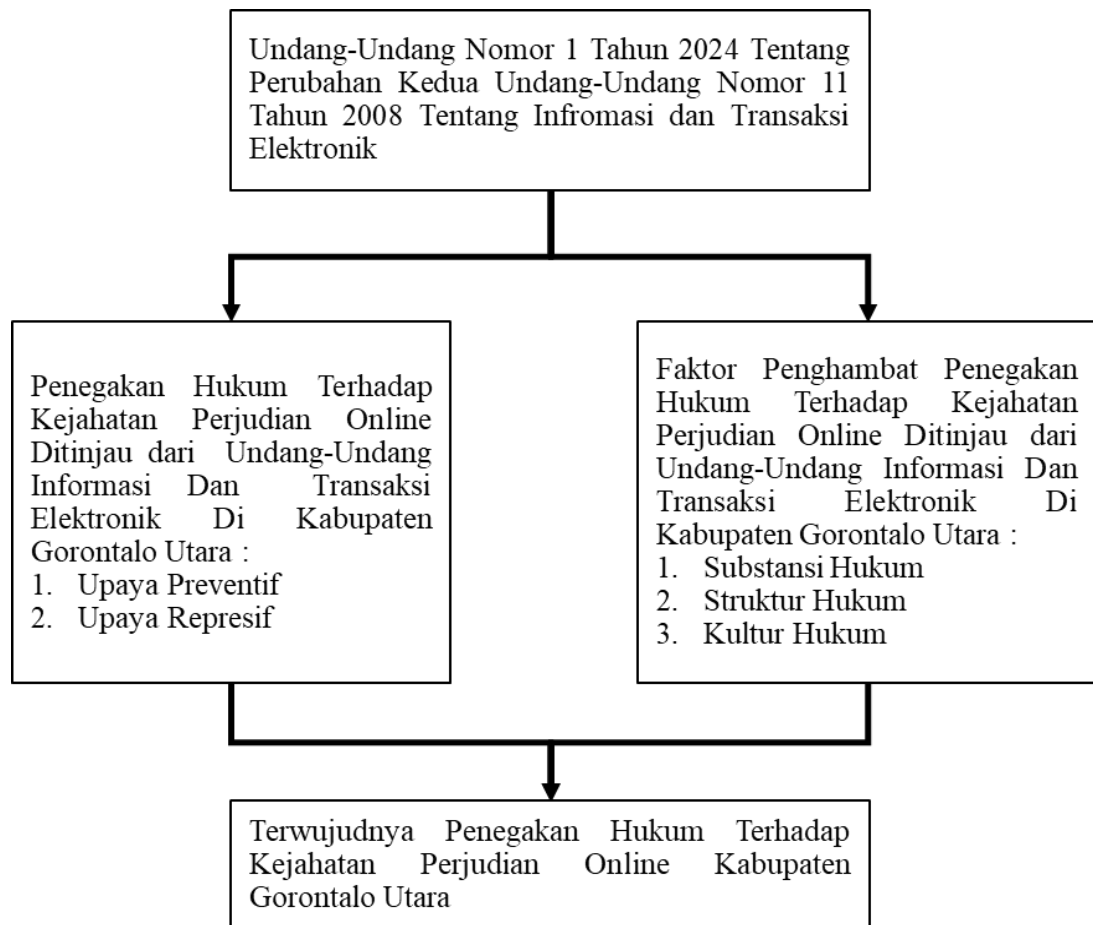 Undang-Undang Nomor 1 Tahun 2024 Tentang
Perubahan Kedua Undang-Undang Nomor 11
Tahun 2008 Tentang Infromasi dan Transaksi
Elektronik
Penegakan Hukum Terhadap
Kejahatan Perjudian Online
Ditinjau dari Undang-Undang
Informasi Dan Transaksi
Elektronik Di Kabupaten
Gorontalo Utara :
1. Upaya Preventif
2. Upaya Represif
Faktor Penghambat Penegakan
Hukum Terhadap Kejahatan
Perjudian Online Ditinjau dari
Undang-Undang Informasi Dan
Transaksi Elektronik Di
Kabupaten Gorontalo Utara :
1. Substansi Hukum
2. Struktur Hukum
3. Kultur Hukum
Terwujudnya Penegakan Hukum Terhadap
Kejahatan Perjudian Online Kabupaten
Gorontalo Utara